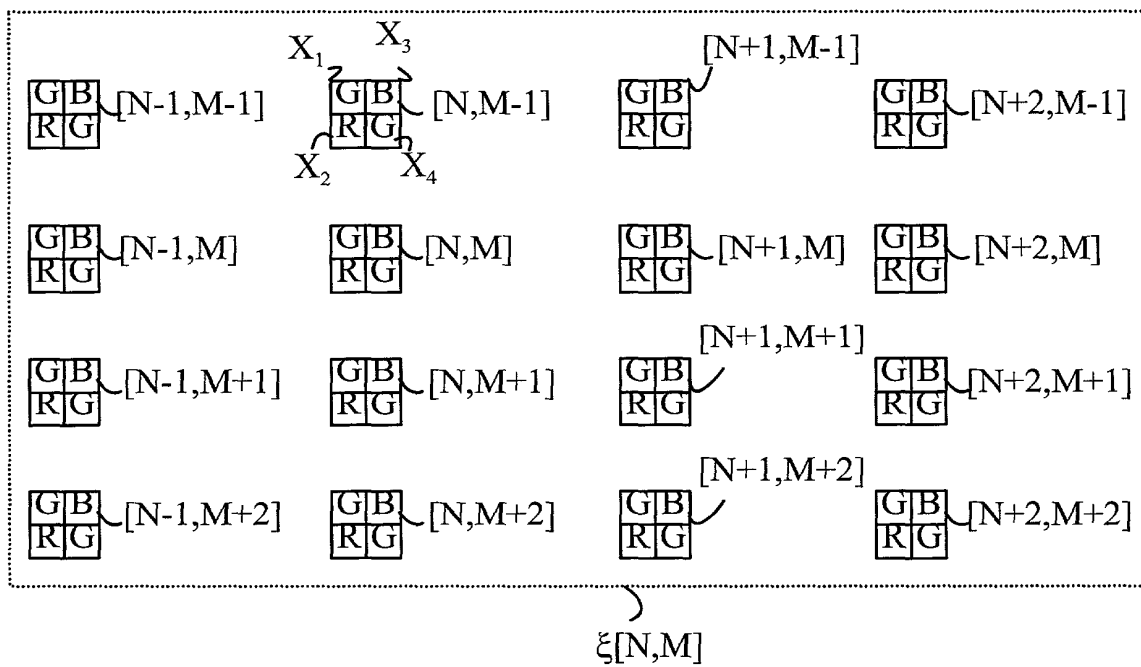 X₁ X₃ [N+1,M-1]
G B G B G B G B
[N-1,M-1] [N,M-1] [N+2,M-1]
R G R G R G R G
X₂ X₄
G B G B G B G B
[N-1,M] [N,M] [N+1,M] [N+2,M]
R G R G R G R G
[N+1,M+1]
G B G B G B G B
[N-1,M+1] [N,M+1] [N+2,M+1]
R G R G R G R G
[N+1,M+2]
G B G B G B G B
[N-1,M+2] [N,M+2] [N+2,M+2]
R G R G R G R G
ξ[N,M]